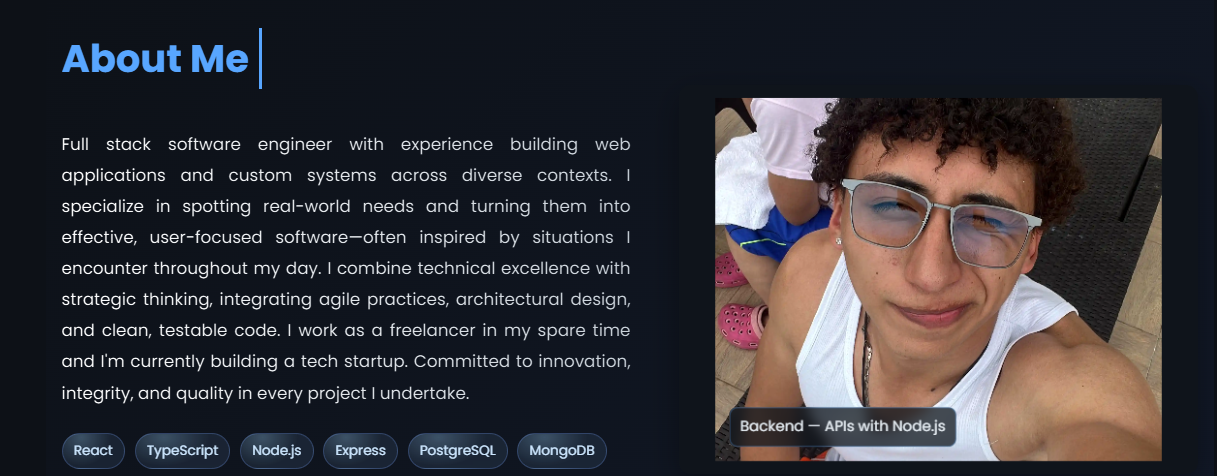 About Me
Full stack software engineer with experience building web
applications and custom systems across diverse contexts. I
specialize in spotting real-world needs and turning them into
effective, user-focused software—often inspired by situations I
encounter throughout my day. I combine technical excellence with
strategic thinking, integrating agile practices, architectural design,
and clean, testable code. I work as a freelancer in my spare time
and I'm currently building a tech startup. Committed to innovation,
integrity, and quality in every project I undertake.
React TypeScript Node.js Express PostgreSQL MongoDB
Backend — APIs with Node.js